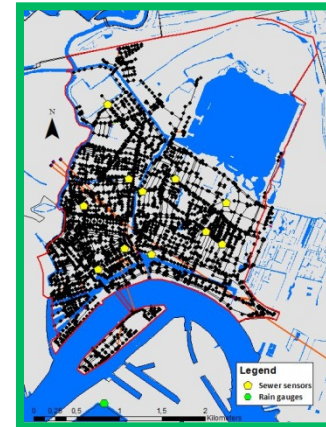 N
Legend
Sewer sensors
Rain gauges
0 0,25 0,5 1 1,5 2
Kilometers